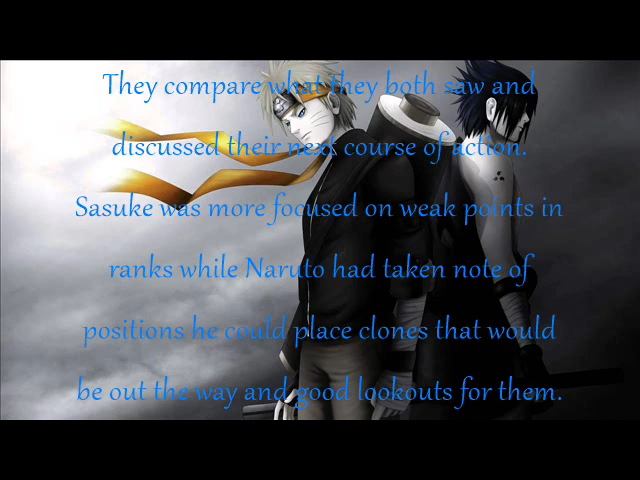 They compare what they both saw and
discussed their next course of action.
Sasuke was more focused on weak points in
ranks while Naruto had taken note of
positions he could place clones that would
be out the way and good lookouts for them.